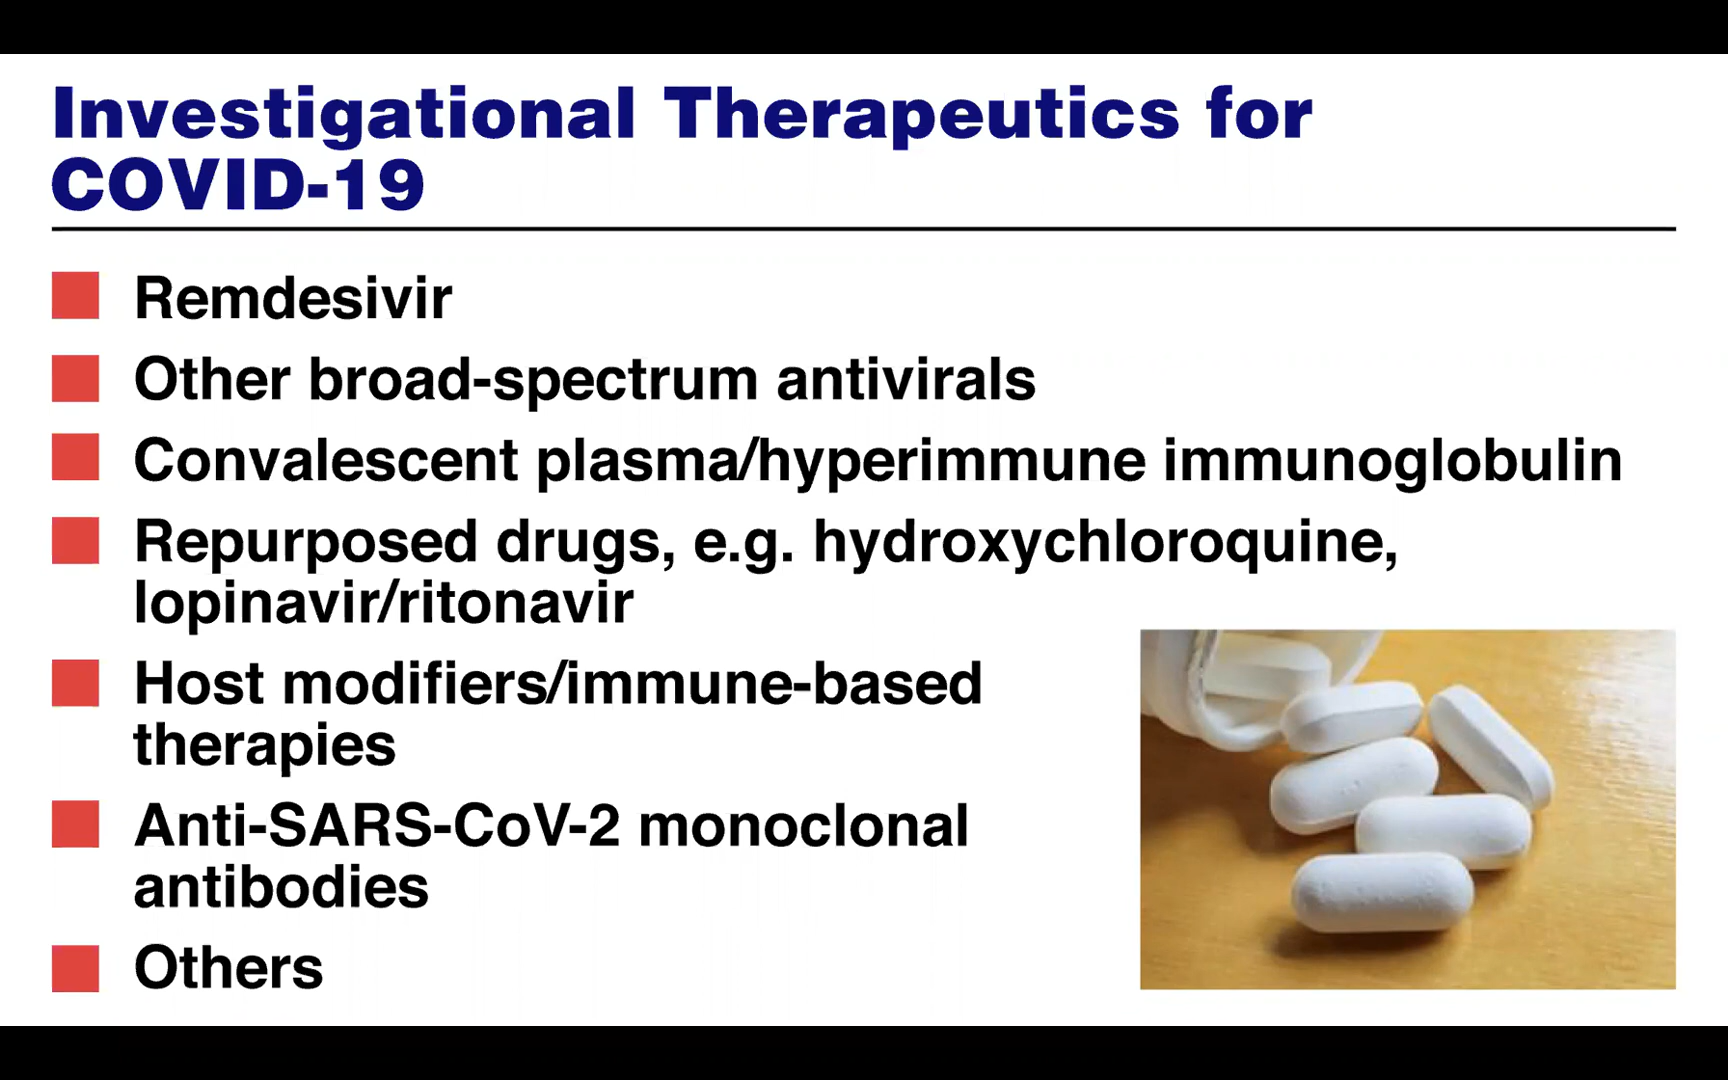 Investigational Therapeutics for
COVID-19
Remdesivir
Other broad-spectrum antivirals
Convalescent plasma/hyperimmune immunoglobulin
Repurposed drugs, e.g. hydroxychloroquine,
lopinavir/ritonavir
Host modifiers/immune-based
therapies
Anti-SARS-CoV-2 monoclonal
antibodies
Others